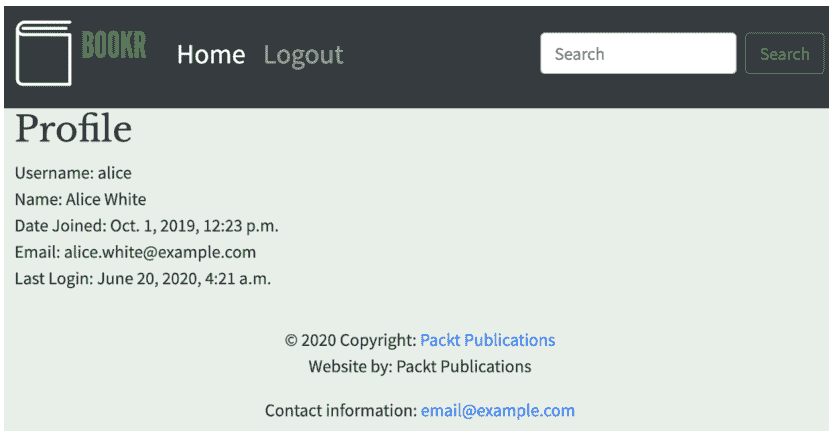 BOOKR Home Logout Search Search
Profile
Username: alice
Name: Alice White
Date Joined: Oct. 1, 2019, 12:23 p.m.
Email: alice.white@example.com
Last Login: June 20, 2020, 4:21 a.m.
© 2020 Copyright: Packt Publications
Website by: Packt Publications
Contact information: email@example.com